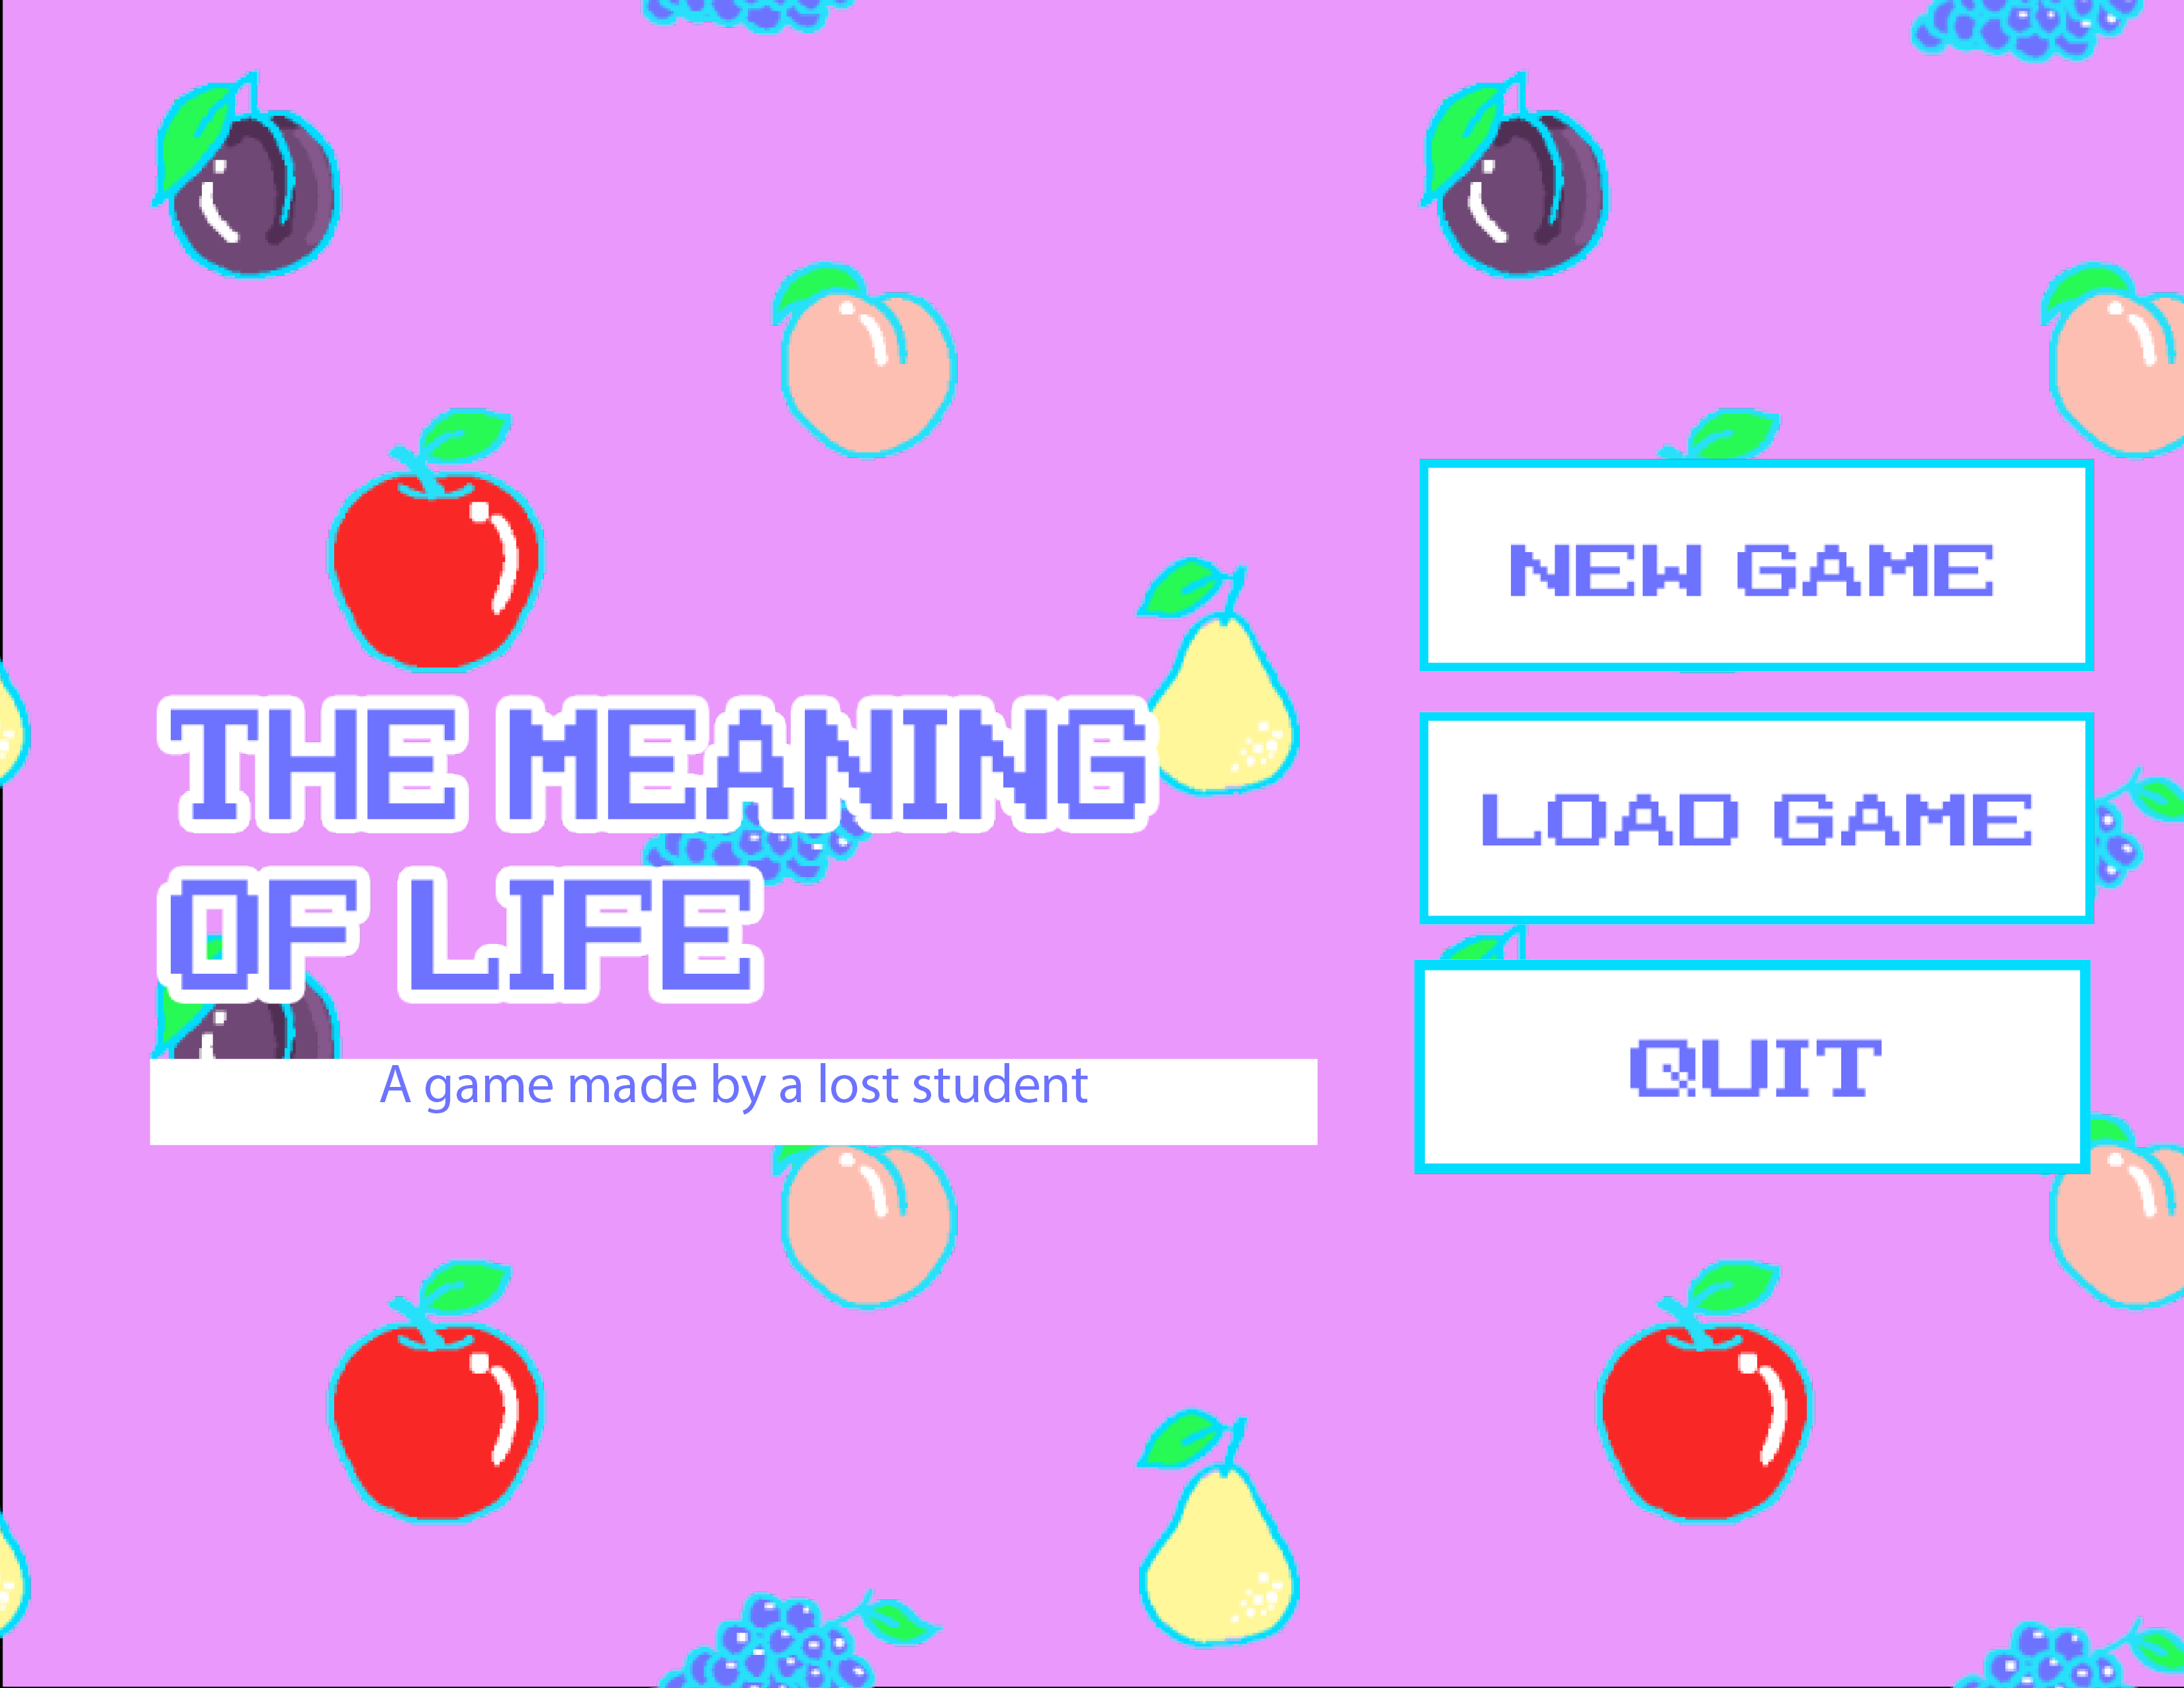 THE MEANING
OF LIFE
A game made by a lost student
NEW GAME
LOAD GAME
QUIT